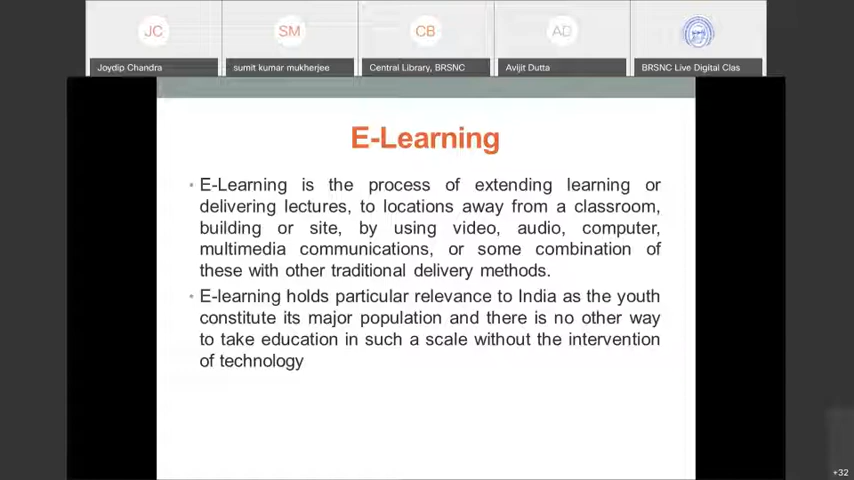 JC
SM
CB
AD
Joydip Chandra
sumit kumar mukherjee
Central Library, BRSNC
Avijit Dutta
BRSNC Live Digital Clas
E-Learning
• E-Learning is the process of extending learning or
delivering lectures, to locations away from a classroom,
building or site, by using video, audio, computer,
multimedia communications, or some combination of
these with other traditional delivery methods.
• E-learning holds particular relevance to India as the youth
constitute its major population and there is no other way
to take education in such a scale without the intervention
of technology
+32